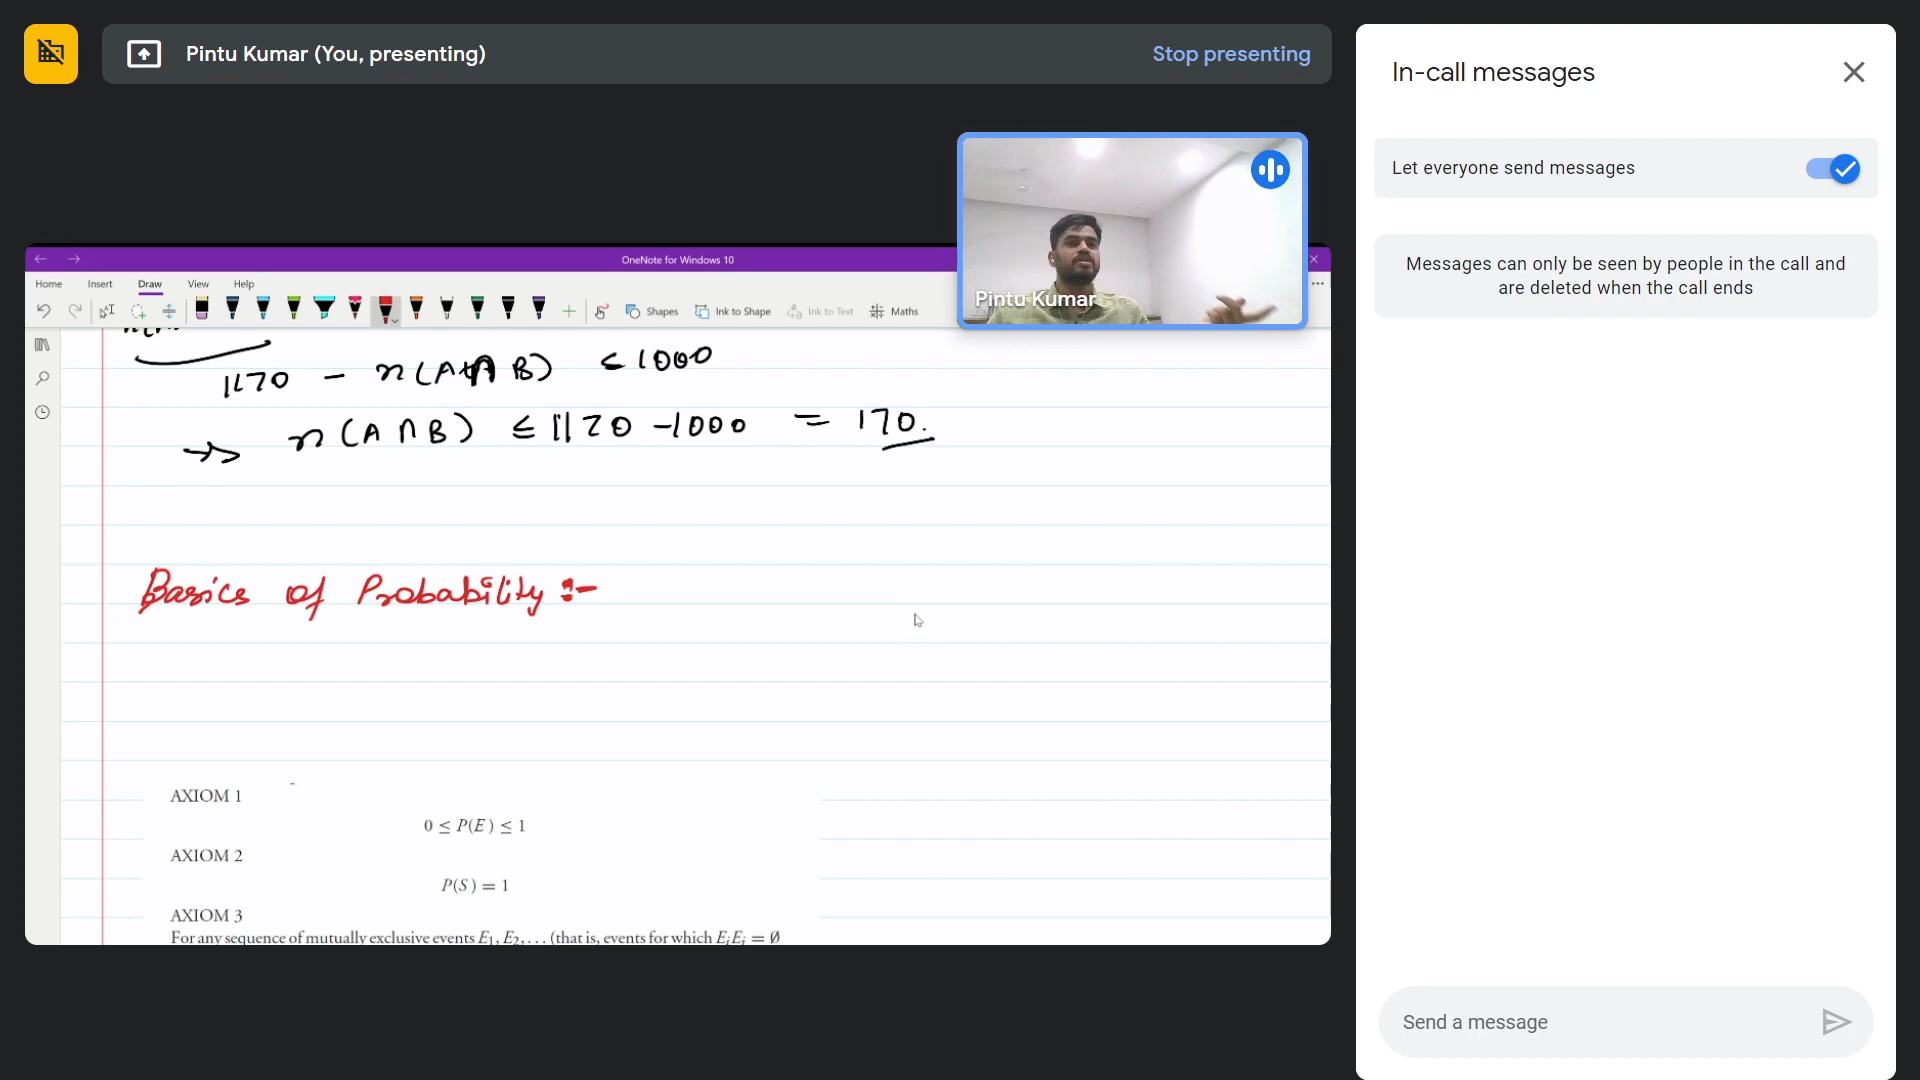 Pintu Kumar (You, presenting)
Stop presenting
In-call messages
Let everyone send messages
Messages can only be seen by people in the call and
are deleted when the call ends
Pintu Kumar
OneNote for Windows 10
Home Insert Draw View Help
Shapes Ink to Shape Ink to Text Maths
1170 - n(A∩B) ≤ 1000
n(A∩B) ≤ 1170 - 1000 = 170.
Basics of Probability :-
AXIOM 1
0 ≤ P(E) ≤ 1
AXIOM 2
P(S) = 1
AXIOM 3
For any sequence of mutually exclusive events E₁, E₂, . . . (that is, events for which EᵢEⱼ = Ø
Send a message